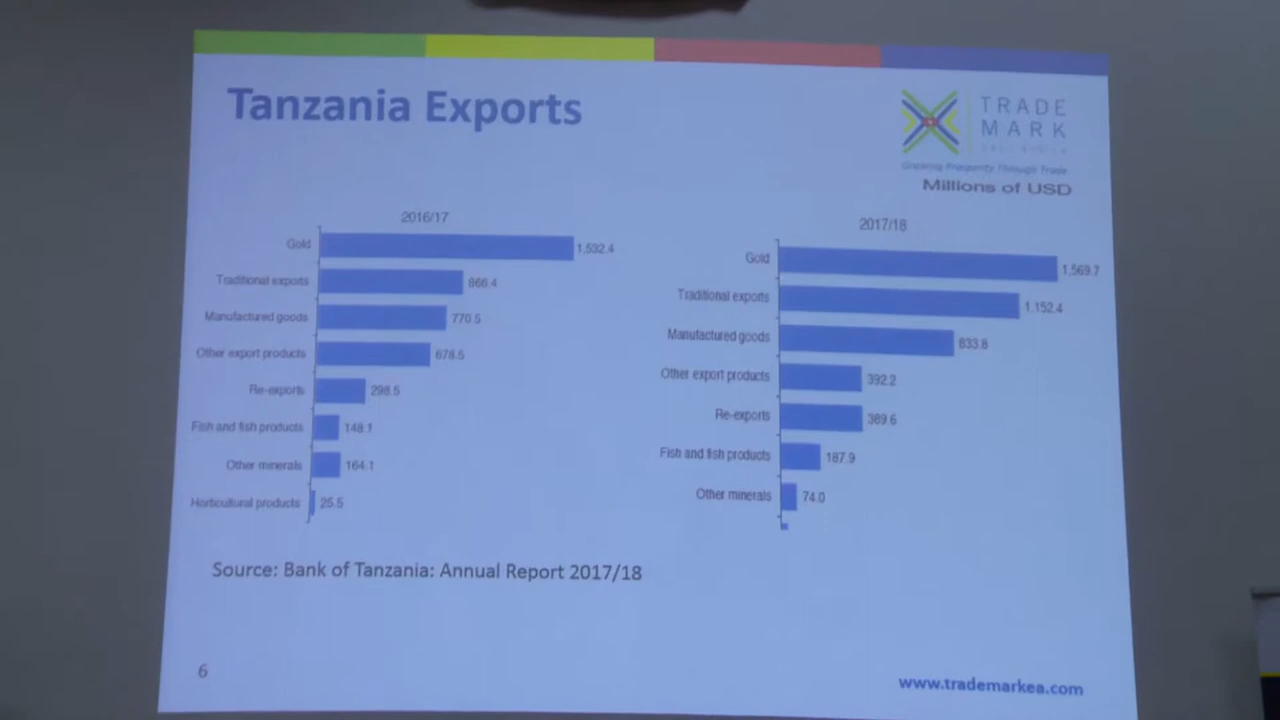 Tanzania Exports
TRADE
MARK
Growing Prosperity Through Trade
Millions of USD
2016/17
Gold 1,532.4
Traditional exports 866.4
Manufactured goods 770.5
Other export products 678.5
Re-exports 298.5
Fish and fish products 148.1
Other minerals 164.1
Horticultural products 25.5
2017/18
Gold 1,569.7
Traditional exports 1,152.4
Manufactured goods 833.8
Other export products 392.2
Re-exports 389.6
Fish and fish products 187.9
Other minerals 74.0
Source: Bank of Tanzania: Annual Report 2017/18
6
www.trademarkea.com